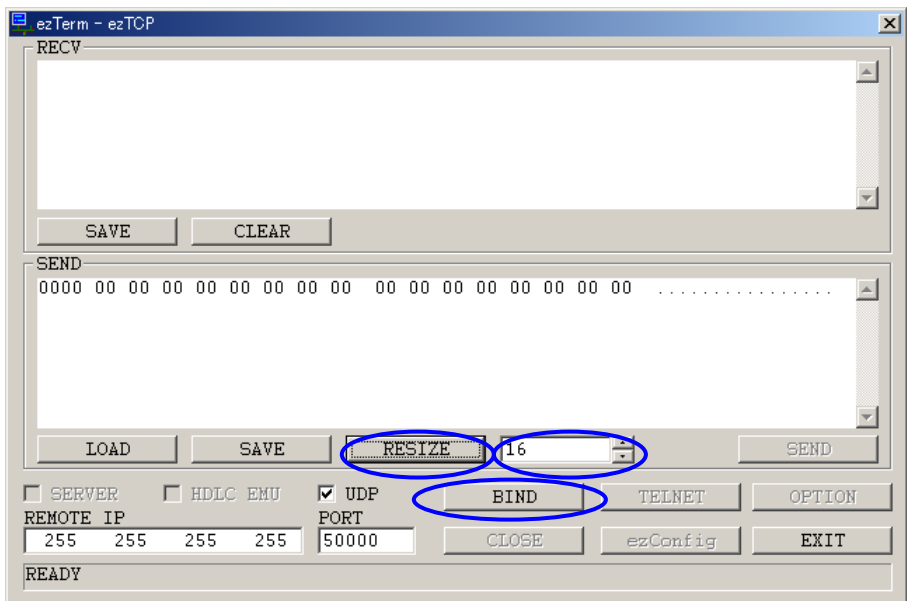 ezTerm - ezTCP
RECV
SAVE CLEAR
SEND
0000 00 00 00 00 00 00 00 00 00 00 00 00 00 00 00 00 ................
LOAD SAVE RESIZE 16 SEND
SERVER HDLC EMU UDP BIND TELNET OPTION
REMOTE IP PORT
255 255 255 255 50000 CLOSE ezConfig EXIT
READY